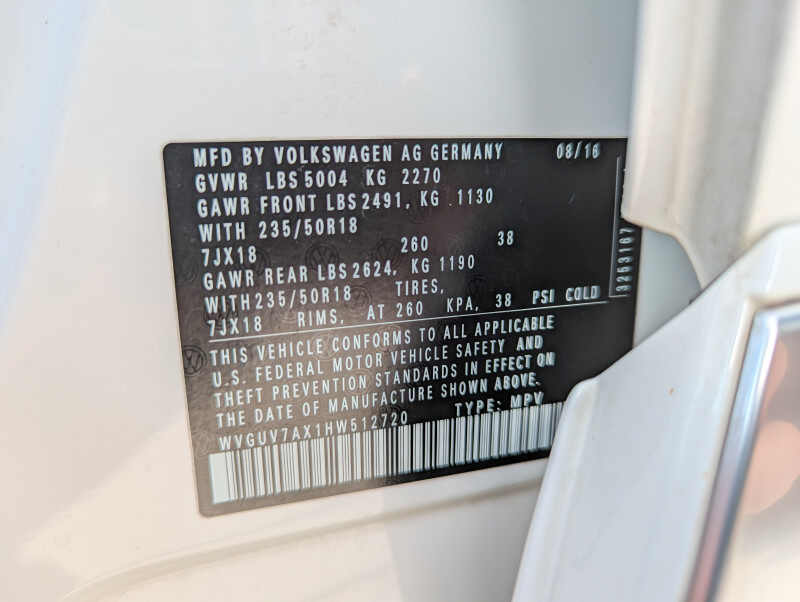 MFD BY VOLKSWAGEN AG GERMANY 08/16
GVWR LBS 5004 KG 2270
GAWR FRONT LBS 2491, KG 1130
WITH 235/50R18
7JX18 260 38
GAWR REAR LBS 2624, KG 1190
WITH 235/50R18 TIRES,
7JX18 RIMS, AT 260 KPA, 38 PSI COLD
THIS VEHICLE CONFORMS TO ALL APPLICABLE
U.S. FEDERAL MOTOR VEHICLE SAFETY AND
THEFT PREVENTION STANDARDS IN EFFECT ON
THE DATE OF MANUFACTURE SHOWN ABOVE.
WVGUV7AX1HW512720 TYPE: MPV